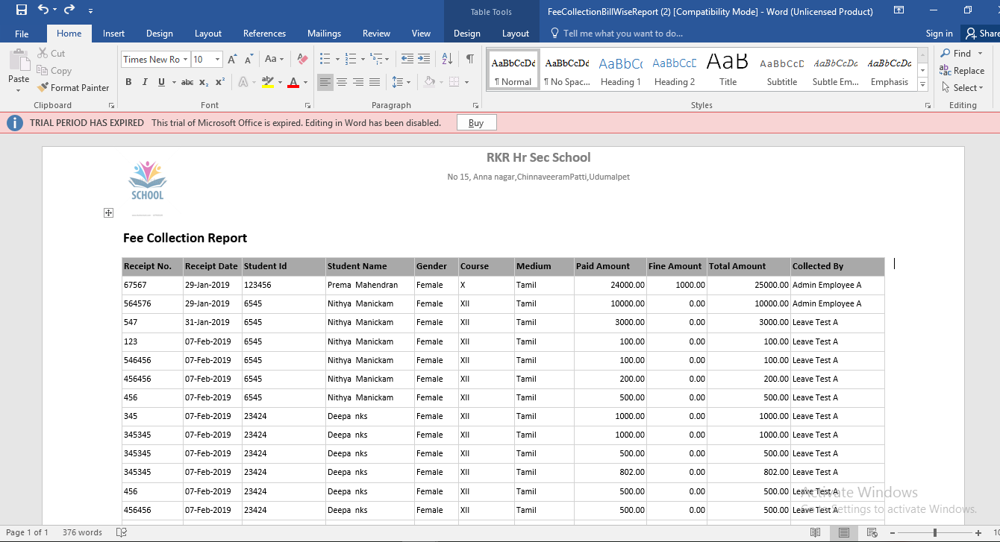 Table Tools
FeeCollectionBillWiseReport (2) [Compatibility Mode] - Word (Unlicensed Product)
File Home Insert Design Layout References Mailings Review View Design Layout Tell me what you want to do... Sign in Share
Paste
Cut
Copy
Format Painter
Clipboard
Times New Ro 10
B I U abc
Font
Paragraph
AaBbCcDd AaBbCcDd AaBbCc AaBbCcD AaB AaBbCcD AaBbCcDd AaBbCcDd
¶ Normal ¶ No Spac... Heading 1 Heading 2 Title Subtitle Subtle Em... Emphasis
Styles
Find
Replace
Select
Editing
TRIAL PERIOD HAS EXPIRED This trial of Microsoft Office is expired. Editing in Word has been disabled. Buy
SCHOOL
RKR Hr Sec School
No 15, Anna nagar,ChinnaveeramPatti,Udumalpet
Fee Collection Report
Receipt No. Receipt Date Student Id Student Name Gender Course Medium Paid Amount Fine Amount Total Amount Collected By
67567 29-Jan-2019 123456 Prema Mahendran Female X Tamil 24000.00 1000.00 25000.00 Admin Employee A
564576 29-Jan-2019 6545 Nithya Manickam Female XII Tamil 10000.00 0.00 10000.00 Admin Employee A
547 31-Jan-2019 6545 Nithya Manickam Female XII Tamil 3000.00 0.00 3000.00 Leave Test A
123 07-Feb-2019 6545 Nithya Manickam Female XII Tamil 100.00 0.00 100.00 Leave Test A
546456 07-Feb-2019 6545 Nithya Manickam Female XII Tamil 100.00 0.00 100.00 Leave Test A
456456 07-Feb-2019 6545 Nithya Manickam Female XII Tamil 200.00 0.00 200.00 Leave Test A
456 07-Feb-2019 6545 Nithya Manickam Female XII Tamil 500.00 0.00 500.00 Leave Test A
345 07-Feb-2019 23424 Deepa nks Female XII Tamil 1000.00 0.00 1000.00 Leave Test A
345345 07-Feb-2019 23424 Deepa nks Female XII Tamil 1000.00 0.00 1000.00 Leave Test A
345345 07-Feb-2019 23424 Deepa nks Female XII Tamil 500.00 0.00 500.00 Leave Test A
345345 07-Feb-2019 23424 Deepa nks Female XII Tamil 802.00 0.00 802.00 Leave Test A
456 07-Feb-2019 23424 Deepa nks Female XII Tamil 500.00 0.00 500.00 Leave Test A
456456 07-Feb-2019 23424 Deepa nks Female XII Tamil 500.00 0.00 500.00 Leave Test A
Activate Windows
Go to Settings to activate Windows.
Page 1 of 1 376 words